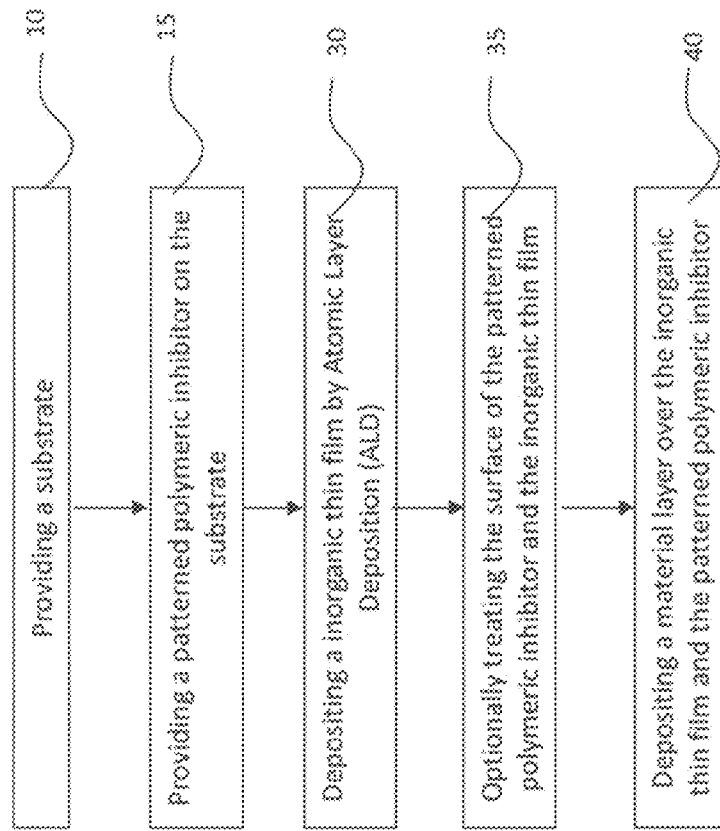 Providing a substrate
10
Providing a patterned polymeric inhibitor on the
substrate
15
Depositing a inorganic thin film by Atomic Layer
Deposition (ALD)
30
Optionally treating the surface of the patterned
polymeric inhibitor and the inorganic thin film
35
Depositing a material layer over the inorganic
thin film and the patterned polymeric inhibitor
40